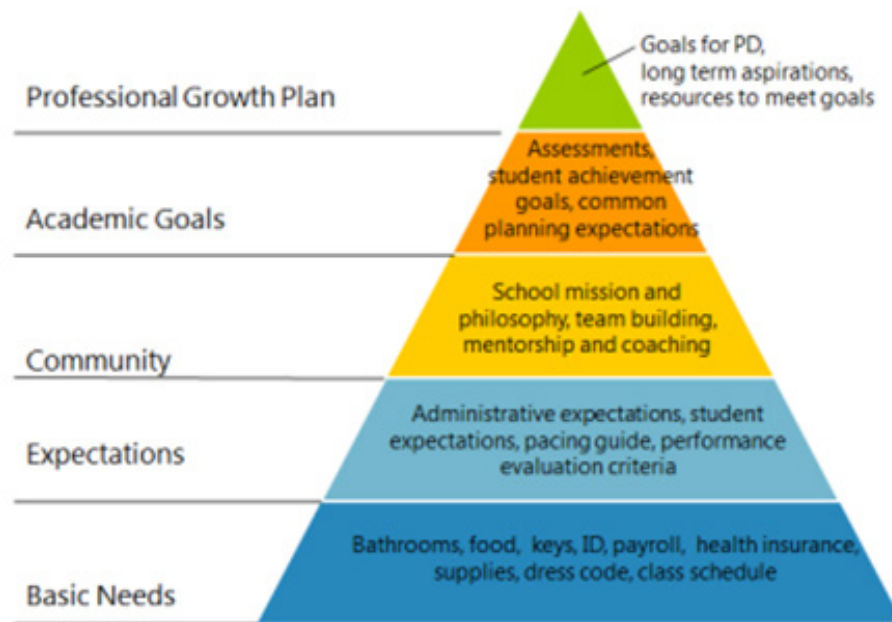 Goals for PD,
long term aspirations,
resources to meet goals
Professional Growth Plan
Assessments,
student achievement
goals, common
planning expectations
Academic Goals
School mission and
philosophy, team building,
mentorship and coaching
Community
Administrative expectations, student
expectations, pacing guide, performance
evaluation criteria
Expectations
Bathrooms, food, keys, ID, payroll, health insurance,
supplies, dress code, class schedule
Basic Needs